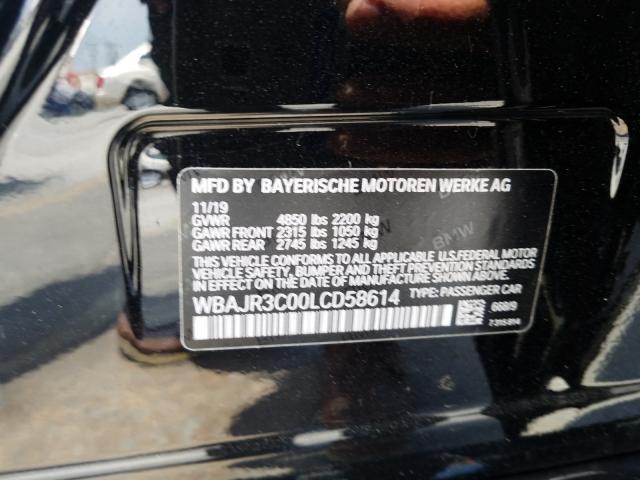 MFD BY BAYERISCHE MOTOREN WERKE AG
11/19
GVWR 4850 lbs 2200 kg
GAWR FRONT 2315 lbs 1050 kg
GAWR REAR 2745 lbs 1245 kg
THIS VEHICLE CONFORMS TO ALL APPLICABLE U.S. FEDERAL MOTOR
VEHICLE SAFETY, BUMPER AND THEFT PREVENTION STANDARDS
IN EFFECT ON THE DATE OF MANUFACTURE SHOWN ABOVE.
WBAJR3C00LCD58614 TYPE: PASSENGER CAR
BMW